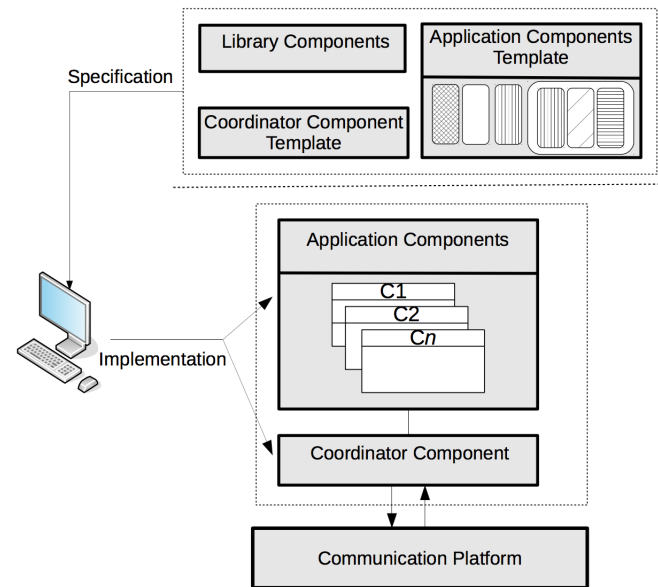 Library Components
Application Components
Template
Specification
Coordinator Component
Template
Application Components
C1
C2
Cn
Implementation
Coordinator Component
Communication Platform